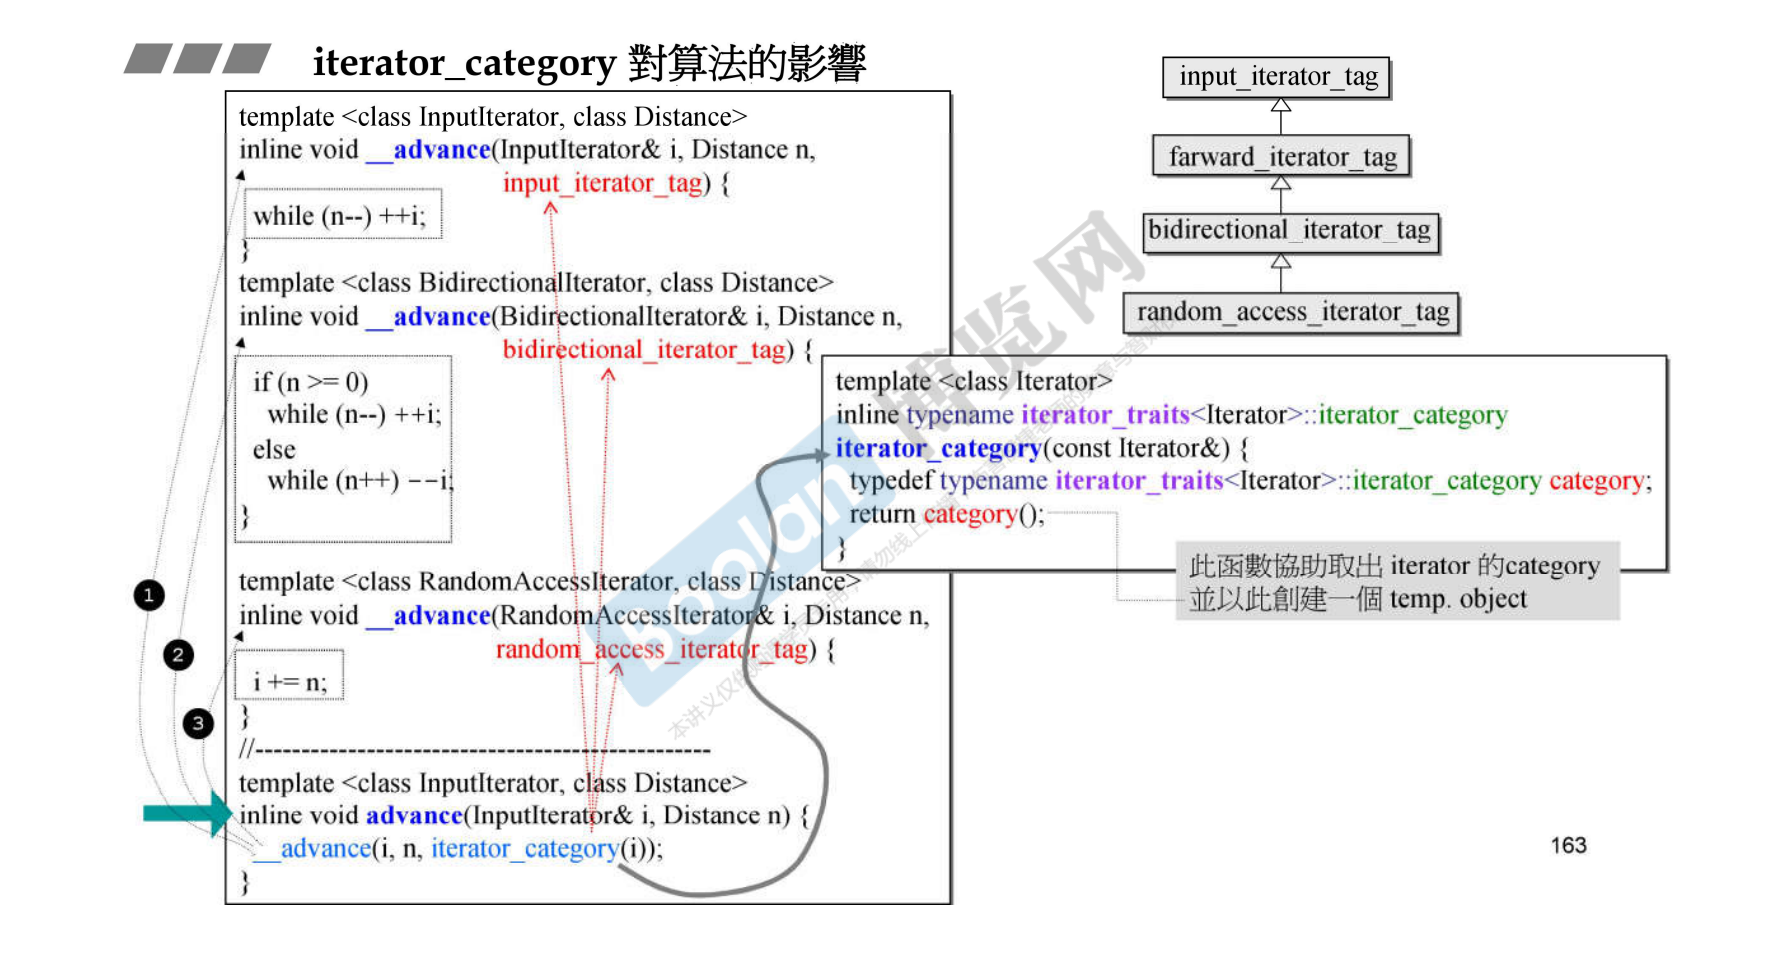 iterator_category 對算法的影響
template <class InputIterator, class Distance>
inline void __advance(InputIterator& i, Distance n,
input_iterator_tag) {
while (n--) ++i;
}
template <class BidirectionalIterator, class Distance>
inline void __advance(BidirectionalIterator& i, Distance n,
bidirectional_iterator_tag) {
if (n >= 0)
while (n--) ++i;
else
while (n++) --i;
}
template <class RandomAccessIterator, class Distance>
inline void __advance(RandomAccessIterator& i, Distance n,
random_access_iterator_tag) {
i += n;
}
//--------------------------------------------------
template <class InputIterator, class Distance>
inline void advance(InputIterator& i, Distance n) {
__advance(i, n, iterator_category(i));
}
1
2
3
input_iterator_tag
farward_iterator_tag
bidirectional_iterator_tag
random_access_iterator_tag
template <class Iterator>
inline typename iterator_traits<Iterator>::iterator_category
iterator_category(const Iterator&) {
typedef typename iterator_traits<Iterator>::iterator_category category;
return category();
}
此函數協助取出 iterator 的category
並以此創建一個 temp. object
163
Boolan 博览网